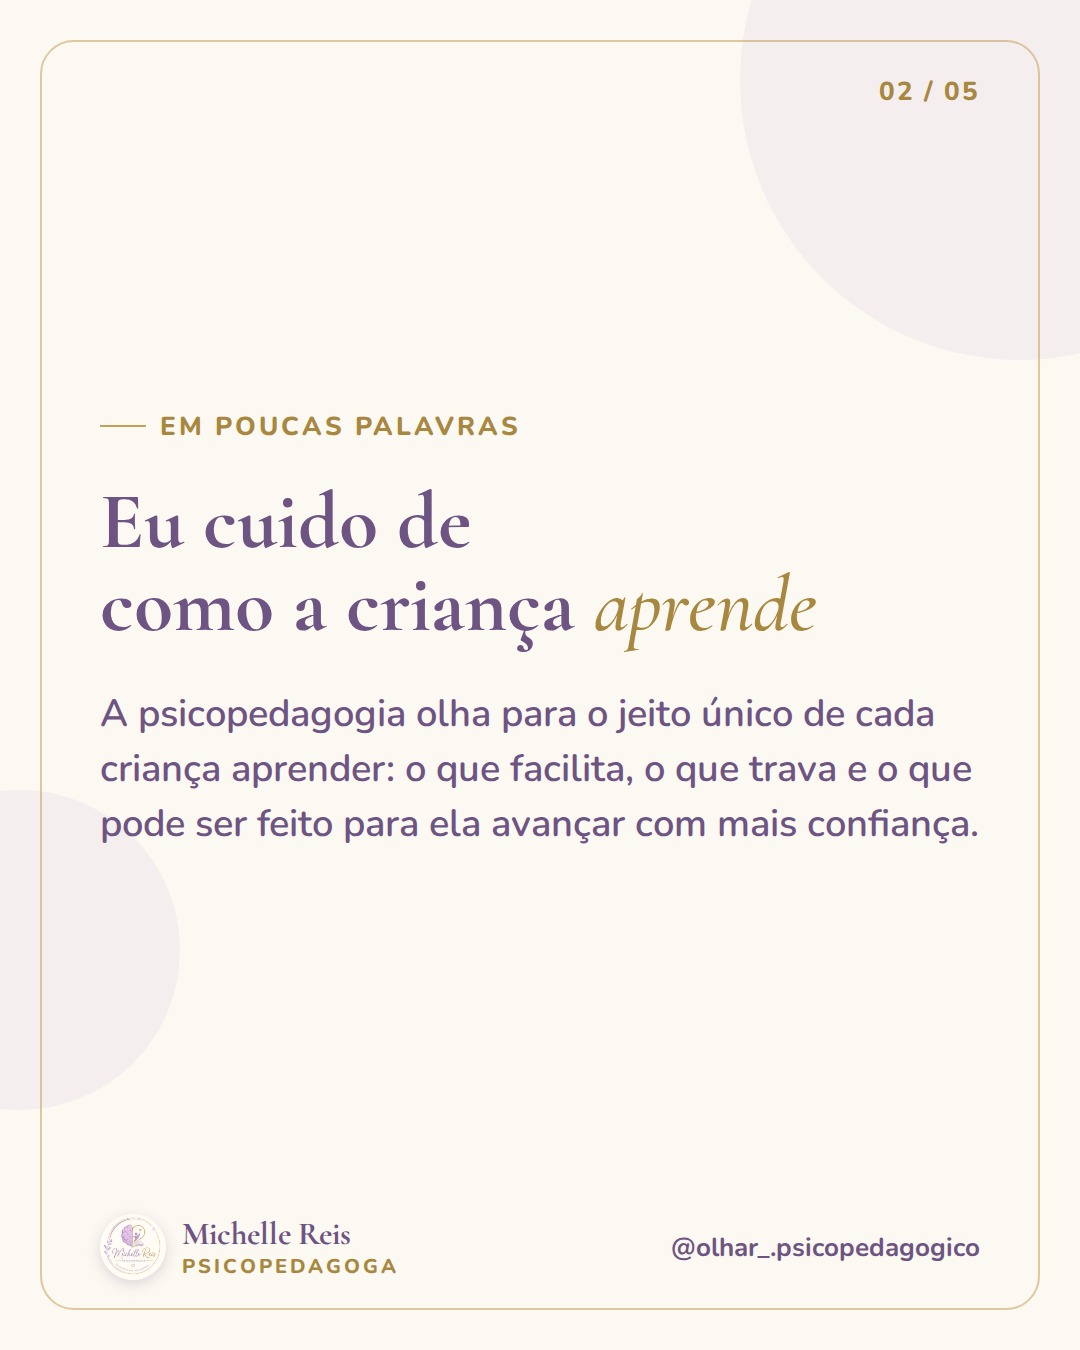 02 / 05
EM POUCAS PALAVRAS
Eu cuido de
como a criança aprende
A psicopedagogia olha para o jeito único de cada
criança aprender: o que facilita, o que trava e o que
pode ser feito para ela avançar com mais confiança.
Michelle Reis
Michelle Reis
PSICOPEDAGOGA
@olhar_.psicopedagogico